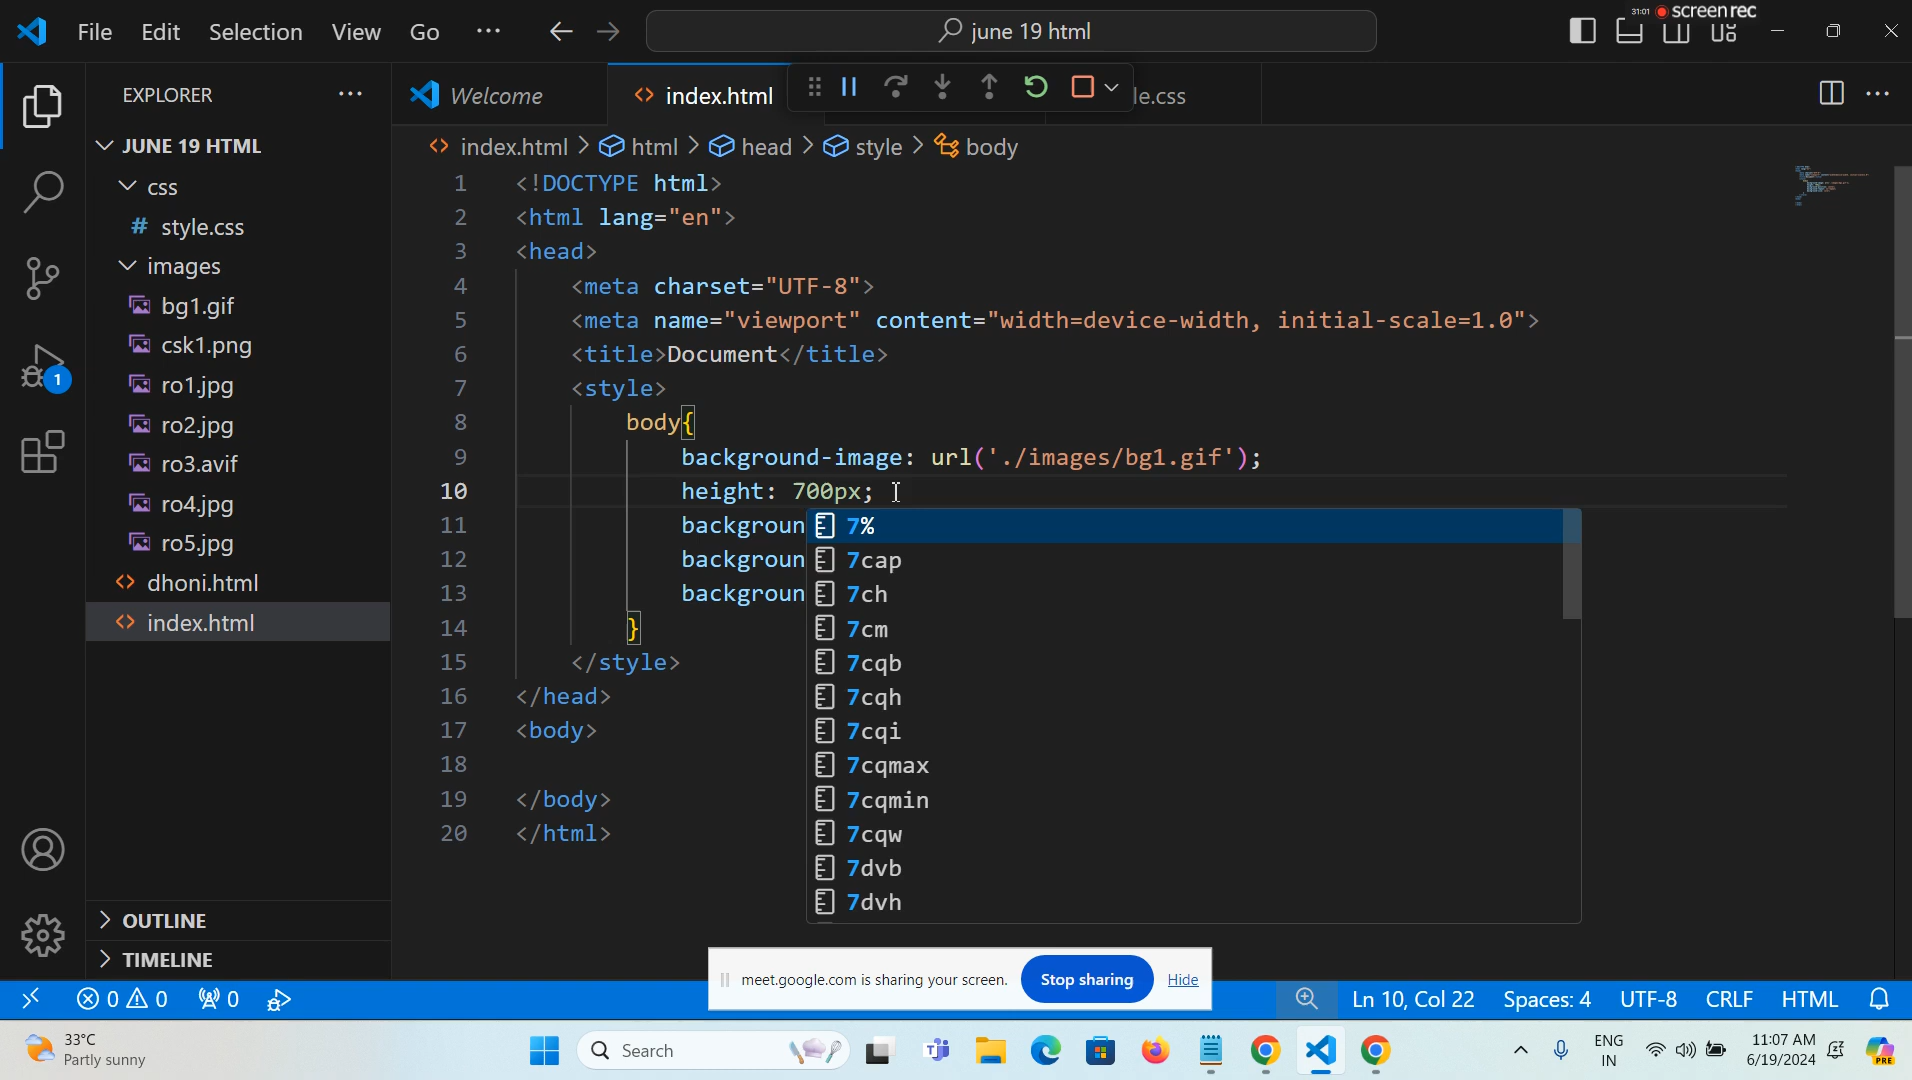 File Edit Selection View Go ··· june 19 html
31:01 screen rec
EXPLORER ···
JUNE 19 HTML
css
# style.css
images
bg1.gif
csk1.png
ro1.jpg
ro2.jpg
ro3.avif
ro4.jpg
ro5.jpg
<> dhoni.html
<> index.html
OUTLINE
TIMELINE
1
Welcome
<> index.html
le.css
<> index.html > html > head > style > body
1 <!DOCTYPE html>
2 <html lang="en">
3 <head>
4 <meta charset="UTF-8">
5 <meta name="viewport" content="width=device-width, initial-scale=1.0">
6 <title>Document</title>
7 <style>
8 body{
9 background-image: url('./images/bg1.gif');
10 height: 700px;
11 backgroun
12 backgroun
13 backgroun
14 }
15 </style>
16 </head>
17 <body>
18
19 </body>
20 </html>
7%
7cap
7ch
7cm
7cqb
7cqh
7cqi
7cqmax
7cqmin
7cqw
7dvb
7dvh
meet.google.com is sharing your screen. Stop sharing Hide
0 0 0 Ln 10, Col 22 Spaces: 4 UTF-8 CRLF HTML
33°C
Partly sunny
Search
ENG
IN
11:07 AM
6/19/2024
PRE